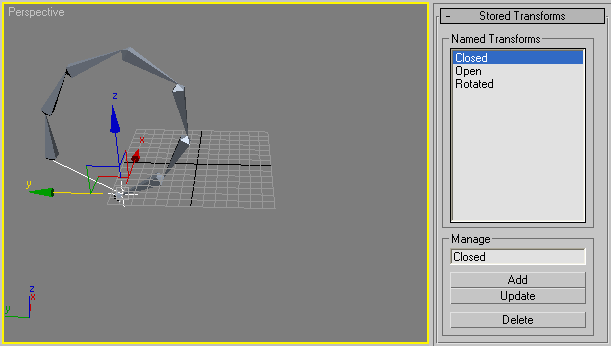 Perspective
z
x
y
z
x
y
- Stored Transforms
Named Transforms
Closed
Open
Rotated
Manage
Closed
Add
Update
Delete